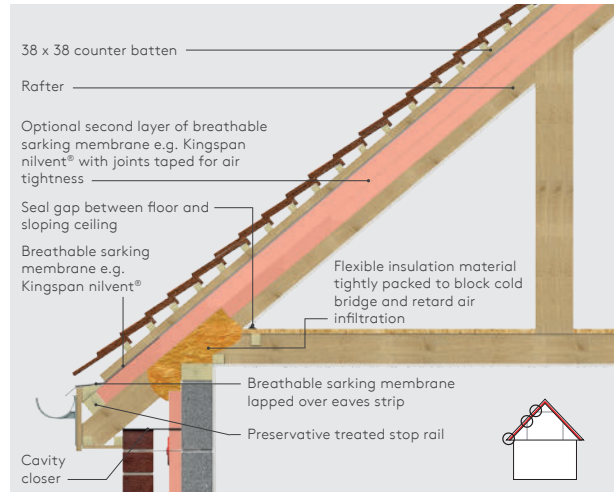 38 x 38 counter batten
Rafter
Optional second layer of breathable
sarking membrane e.g. Kingspan
nilvent® with joints taped for air
tightness
Seal gap between floor and
sloping ceiling
Breathable sarking
membrane e.g.
Kingspan nilvent®
Flexible insulation material
tightly packed to block cold
bridge and retard air
infiltration
Breathable sarking membrane
lapped over eaves strip
Preservative treated stop rail
Cavity
closer